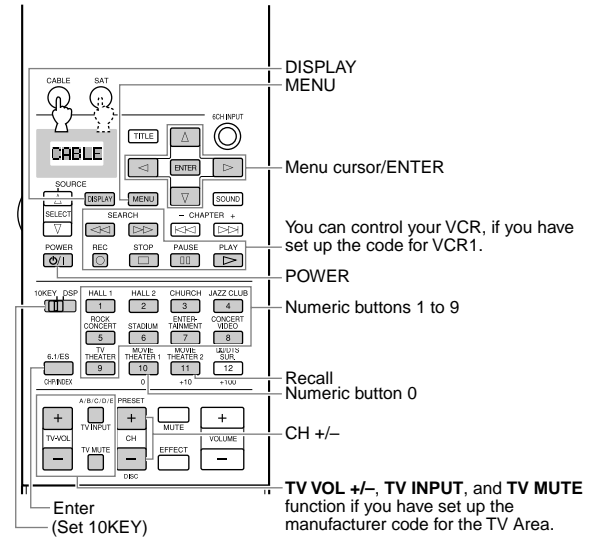 DISPLAY
MENU
CABLE SAT
6CH INPUT
TITLE
CABLE
ENTER
Menu cursor/ENTER
SOURCE
DISPLAY MENU SOUND
SELECT
SEARCH – CHAPTER +
You can control your VCR, if you have
set up the code for VCR1.
POWER REC STOP PAUSE PLAY
POWER
10KEY DSP HALL 1 HALL 2 CHURCH JAZZ CLUB
1 2 3 4
Numeric buttons 1 to 9
ROCK CONCERT STADIUM ENTER-TAINMENT CONCERT VIDEO
5 6 7 8
6.1/ES TV THEATER MOVIE THEATER 1 MOVIE THEATER 2 SUR.
9 10 11 12
CHP/INDEX 0 +10 +100
Recall
Numeric button 0
A/B/C/D/E PRESET
+ TV INPUT + MUTE +
TV-VOL CH VOLUME
CH +/–
– TV MUTE – EFFECT –
DISC
TV VOL +/–, TV INPUT, and TV MUTE
function if you have set up the
manufacturer code for the TV Area.
Enter
(Set 10KEY)